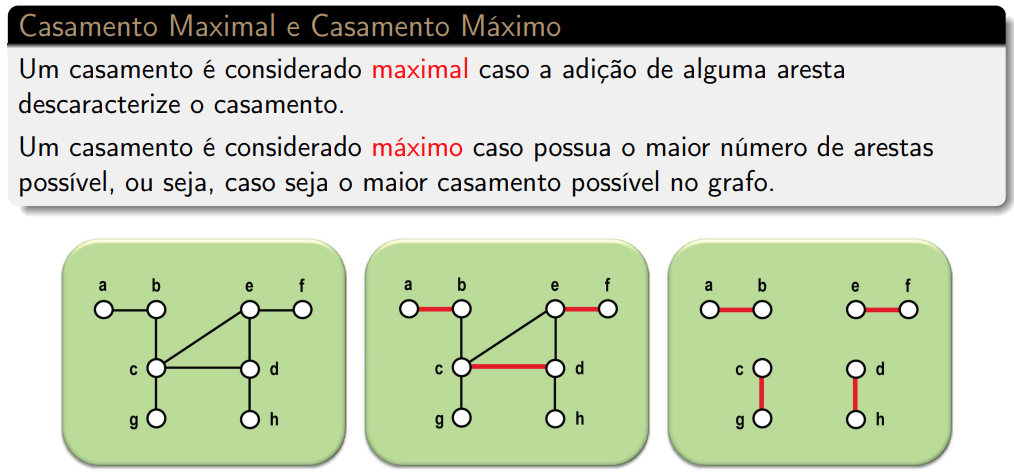 Casamento Maximal e Casamento Máximo
Um casamento é considerado maximal caso a adição de alguma aresta
descaracterize o casamento.
Um casamento é considerado máximo caso possua o maior número de arestas
possível, ou seja, caso seja o maior casamento possível no grafo.
a b e f
c d
g h
a b e f
c d
g h
a b e f
c d
g h